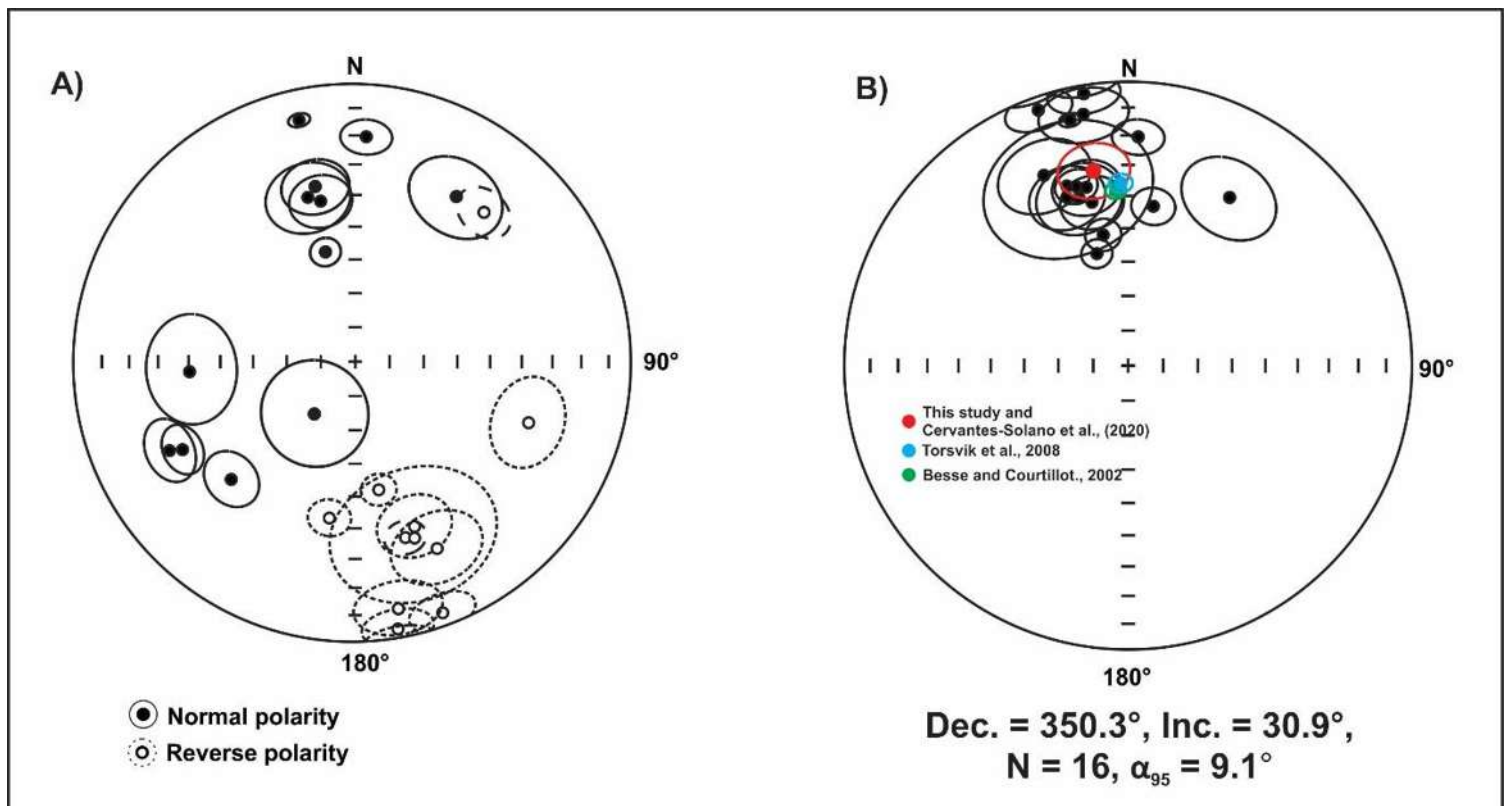 A)
N
90°
180°
Normal polarity
Reverse polarity
B)
N
90°
This study and
Cervantes-Solano et al., (2020)
Torsvik et al., 2008
Besse and Courtillot., 2002
180°
Dec. = 350.3°, Inc. = 30.9°,
N = 16, α95 = 9.1°